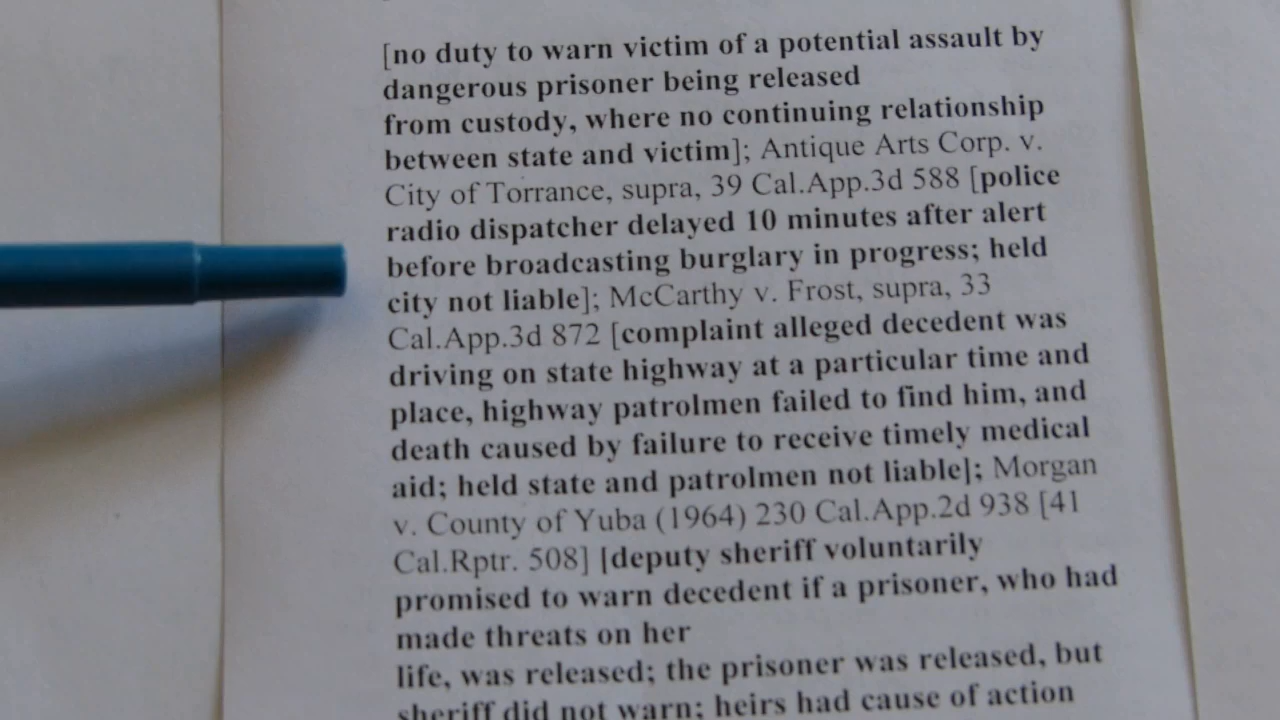 [no duty to warn victim of a potential assault by
dangerous prisoner being released
from custody, where no continuing relationship
between state and victim]; Antique Arts Corp. v.
City of Torrance, supra, 39 Cal.App.3d 588 [police
radio dispatcher delayed 10 minutes after alert
before broadcasting burglary in progress; held
city not liable]; McCarthy v. Frost, supra, 33
Cal.App.3d 872 [complaint alleged decedent was
driving on state highway at a particular time and
place, highway patrolmen failed to find him, and
death caused by failure to receive timely medical
aid; held state and patrolmen not liable]; Morgan
v. County of Yuba (1964) 230 Cal.App.2d 938 [41
Cal.Rptr. 508] [deputy sheriff voluntarily
promised to warn decedent if a prisoner, who had
made threats on her
life, was released; the prisoner was released, but
sheriff did not warn; heirs had cause of action